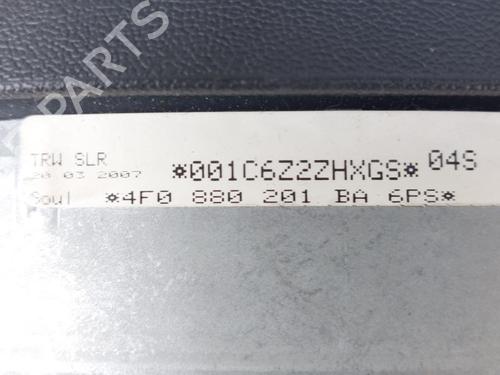 PARTS
TRW SLR
20 03 2007
*001C6Z2ZHXGS* 04S
Soul *4F0 880 201 BA 6PS*